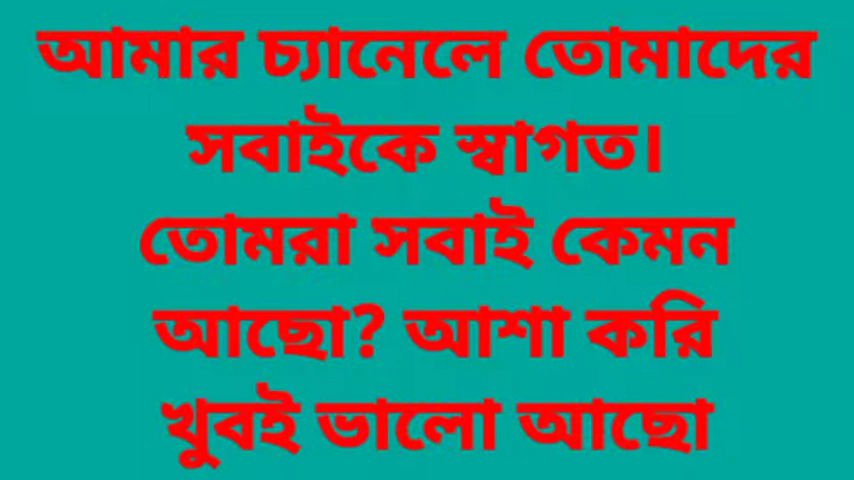 আমার চ্যানেলে তোমাদের
সবাইকে স্বাগত।
তোমরা সবাই কেমন
আছো? আশা করি
খুবই ভালো আছো